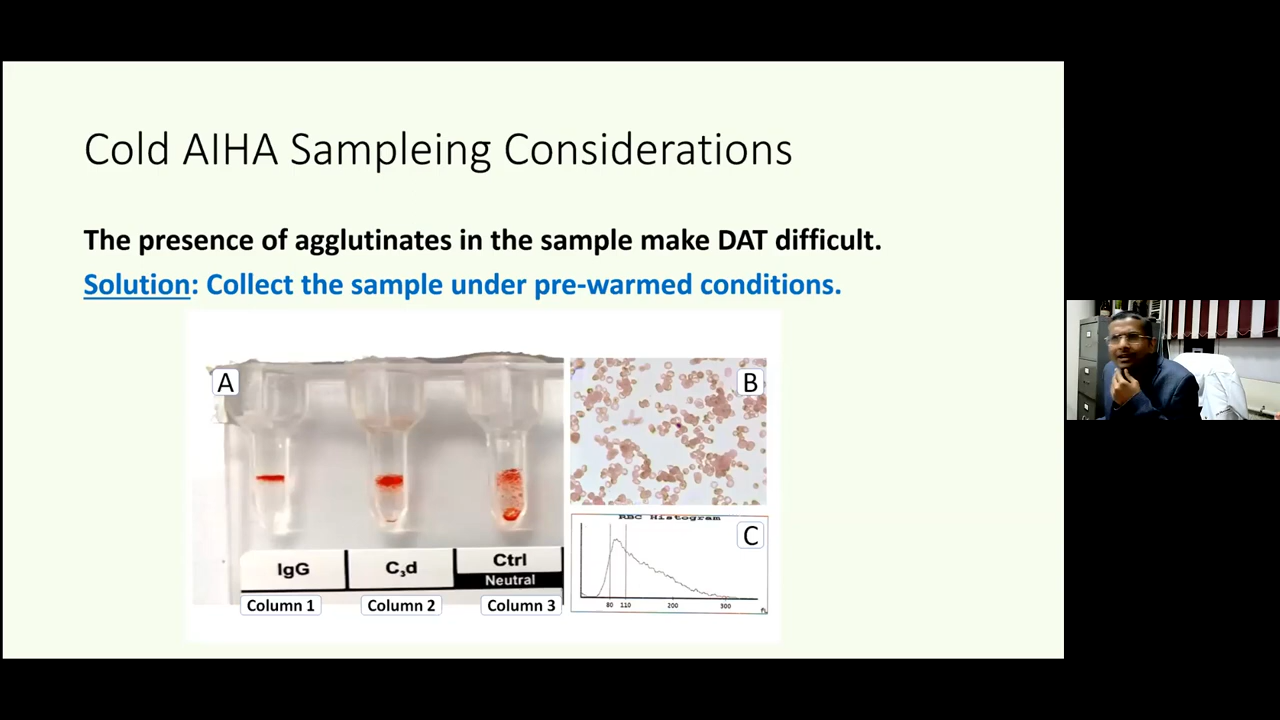 Cold AIHA Sampleing Considerations
The presence of agglutinates in the sample make DAT difficult.
Solution: Collect the sample under pre-warmed conditions.
A
B
IgG
C3d
Ctrl
Neutral
Column 1
Column 2
Column 3
RBC Histogram
C
80 110 200 300 fL